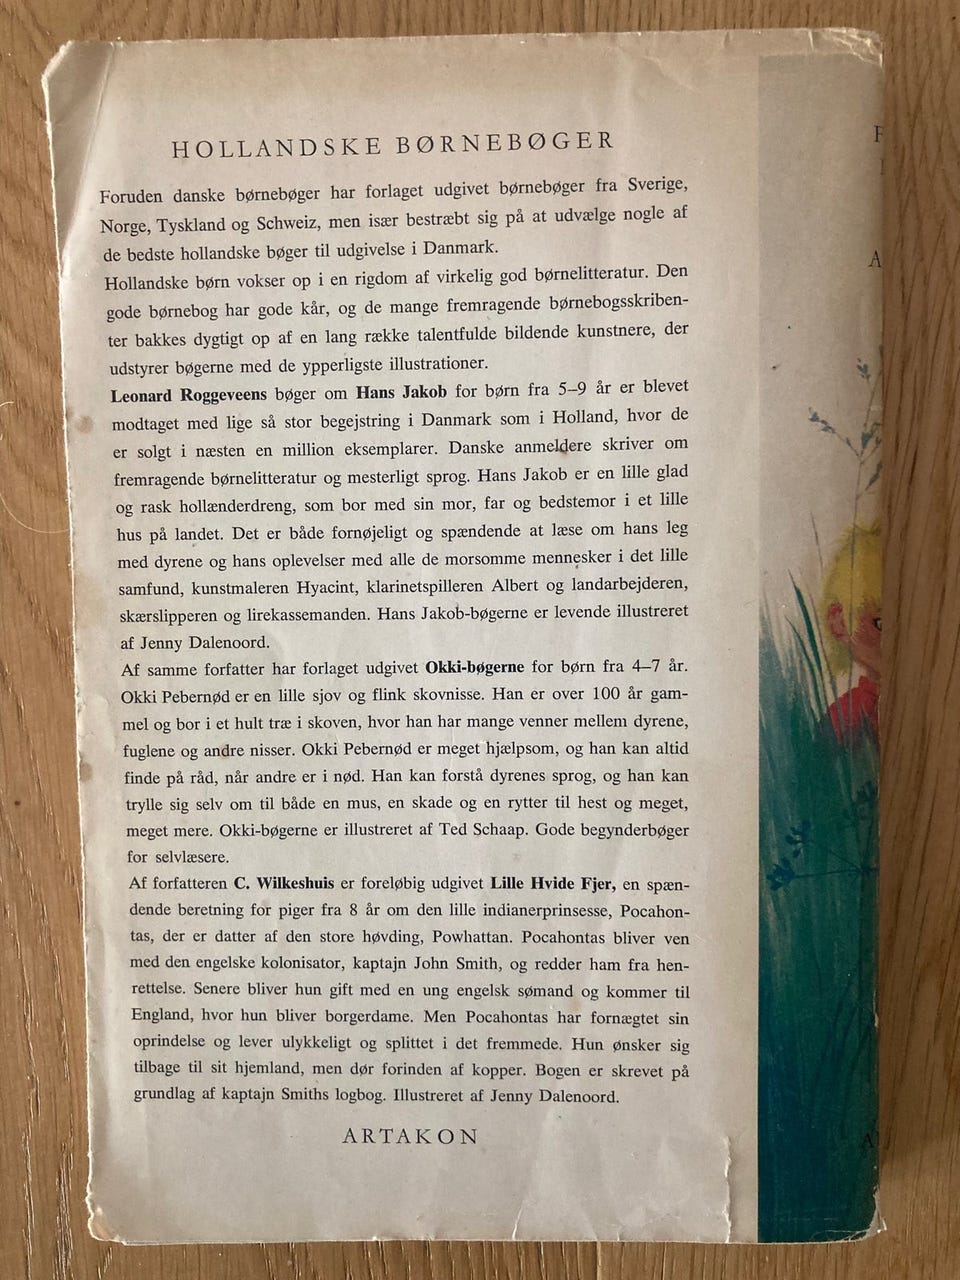 HOLLANDSKE BØRNEBØGER
Foruden danske børnebøger har forlaget udgivet børnebøger fra Sverige,
Norge, Tyskland og Schweiz, men især bestræbt sig på at udvælge nogle af
de bedste hollandske bøger til udgivelse i Danmark.
Hollandske børn vokser op i en rigdom af virkelig god børnelitteratur. Den
gode børnebog har gode kår, og de mange fremragende børnebogsskriben-
ter bakkes dygtigt op af en lang række talentfulde bildende kunstnere, der
udstyrer bøgerne med de ypperligste illustrationer.
Leonard Roggeveens bøger om Hans Jakob for børn fra 5–9 år er blevet
modtaget med lige så stor begejstring i Danmark som i Holland, hvor de
er solgt i næsten en million eksemplarer. Danske anmeldere skriver om
fremragende børnelitteratur og mesterligt sprog. Hans Jakob er en lille glad
og rask hollænderdreng, som bor med sin mor, far og bedstemor i et lille
hus på landet. Det er både fornøjeligt og spændende at læse om hans leg
med dyrene og hans oplevelser med alle de morsomme mennesker i det lille
samfund, kunstmaleren Hyacint, klarinetspilleren Albert og landarbejderen,
skærslipperen og lirekassemanden. Hans Jakob-bøgerne er levende illustreret
af Jenny Dalenoord.
Af samme forfatter har forlaget udgivet Okki-bøgerne for børn fra 4–7 år.
Okki Pebernød er en lille sjov og flink skovnisse. Han er over 100 år gam-
mel og bor i et hult træ i skoven, hvor han har mange venner mellem dyrene,
fuglene og andre nisser. Okki Pebernød er meget hjælpsom, og han kan altid
finde på råd, når andre er i nød. Han kan forstå dyrenes sprog, og han kan
trylle sig selv om til både en mus, en skade og en rytter til hest og meget,
meget mere. Okki-bøgerne er illustreret af Ted Schaap. Gode begynderbøger
for selvlæsere.
Af forfatteren C. Wilkeshuis er foreløbig udgivet Lille Hvide Fjer, en spæn-
dende beretning for piger fra 8 år om den lille indianerprinsesse, Pocahon-
tas, der er datter af den store høvding, Powhattan. Pocahontas bliver ven
med den engelske kolonisator, kaptajn John Smith, og redder ham fra hen-
rettelse. Senere bliver hun gift med en ung engelsk sømand og kommer til
England, hvor hun bliver borgerdame. Men Pocahontas har fornægtet sin
oprindelse og lever ulykkeligt og splittet i det fremmede. Hun ønsker sig
tilbage til sit hjemland, men dør forinden af kopper. Bogen er skrevet på
grundlag af kaptajn Smiths logbog. Illustreret af Jenny Dalenoord.
ARTAKON